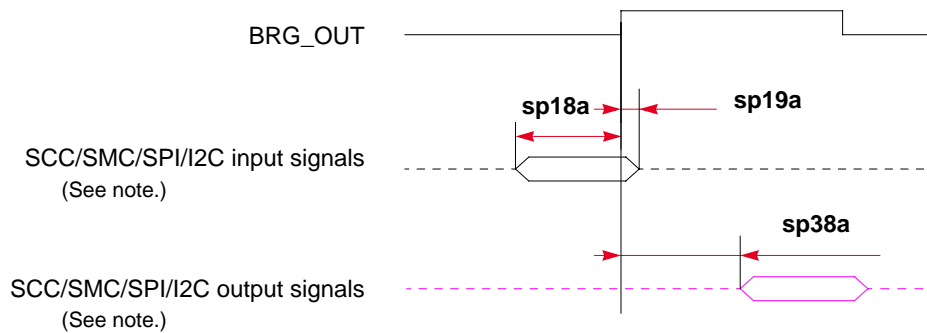 BRG_OUT
sp18a
sp19a
SCC/SMC/SPI/I2C input signals
(See note.)
sp38a
SCC/SMC/SPI/I2C output signals
(See note.)